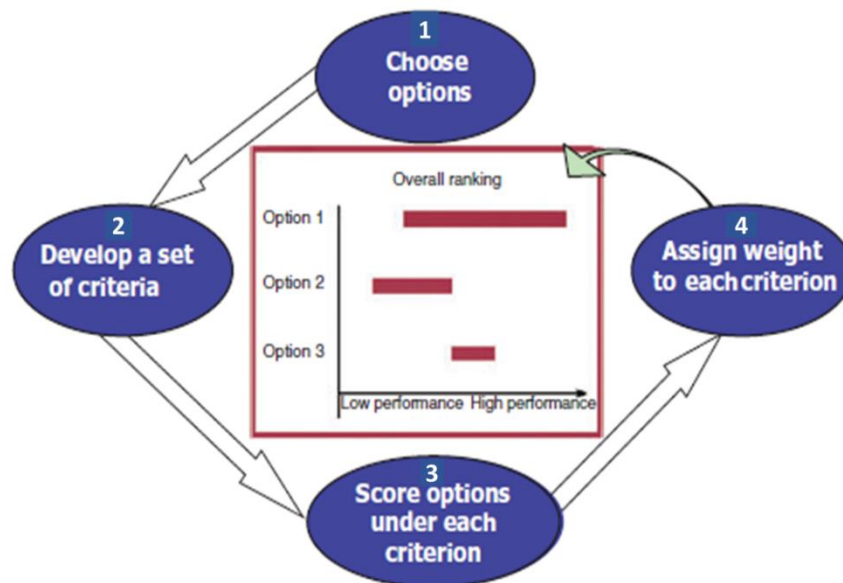 1
Choose
options
2
Develop a set
of criteria
Overall ranking
Option 1
Option 2
Option 3
Low performance High performance
3
Score options
under each
criterion
4
Assign weight
to each criterion